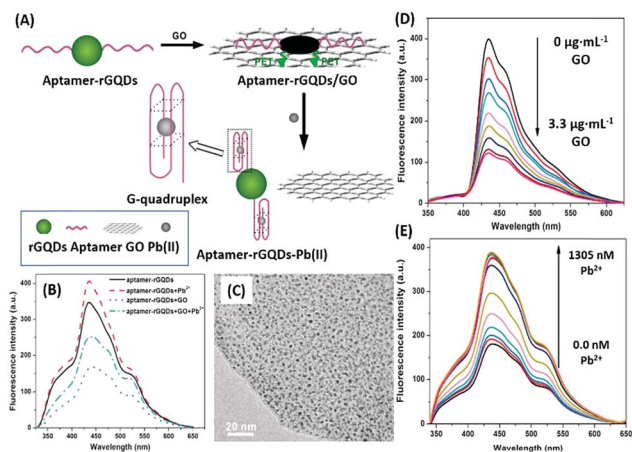 (A)
GO
PET
PET
Aptamer-rGQDs
Aptamer-rGQDs/GO
G-quadruplex
Aptamer-rGQDs-Pb(II)
rGQDs Aptamer GO Pb(II)
(B)
Fluorescence intensity (a.u.)
400
300
200
100
0
350 400 450 500 550 600 650
Wavelength (nm)
aptamer-rGQDs
aptamer-rGQDs+Pb²⁺
aptamer-rGQDs+GO
aptamer-rGQDs+GO+Pb²⁺
(C)
20 nm
(D)
Fluorescence intensity (a.u.)
400
300
200
100
0
350 400 450 500 550 600
Wavelength (nm)
0 µg·mL⁻¹
GO
3.3 µg·mL⁻¹
GO
(E)
Fluorescence intensity (a.u.)
400
300
200
100
0
350 400 450 500 550 600 650
Wavelength (nm)
1305 nM
Pb²⁺
0.0 nM
Pb²⁺